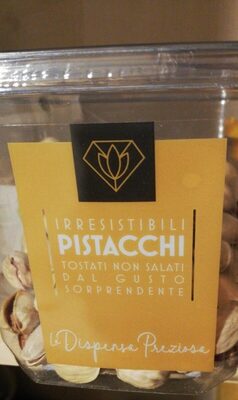 IRRESISTIBILI
PISTACCHI
TOSTATI NON SALATI
DAL GUSTO
SORPRENDENTE
La Dispensa Preziosa